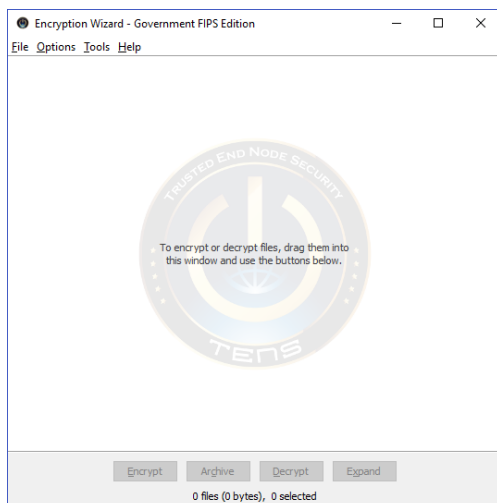 Encryption Wizard - Government FIPS Edition
File Options Tools Help
TRUSTED END NODE SECURITY
To encrypt or decrypt files, drag them into
this window and use the buttons below.
TENS
Encrypt Archive Decrypt Expand
0 files (0 bytes), 0 selected